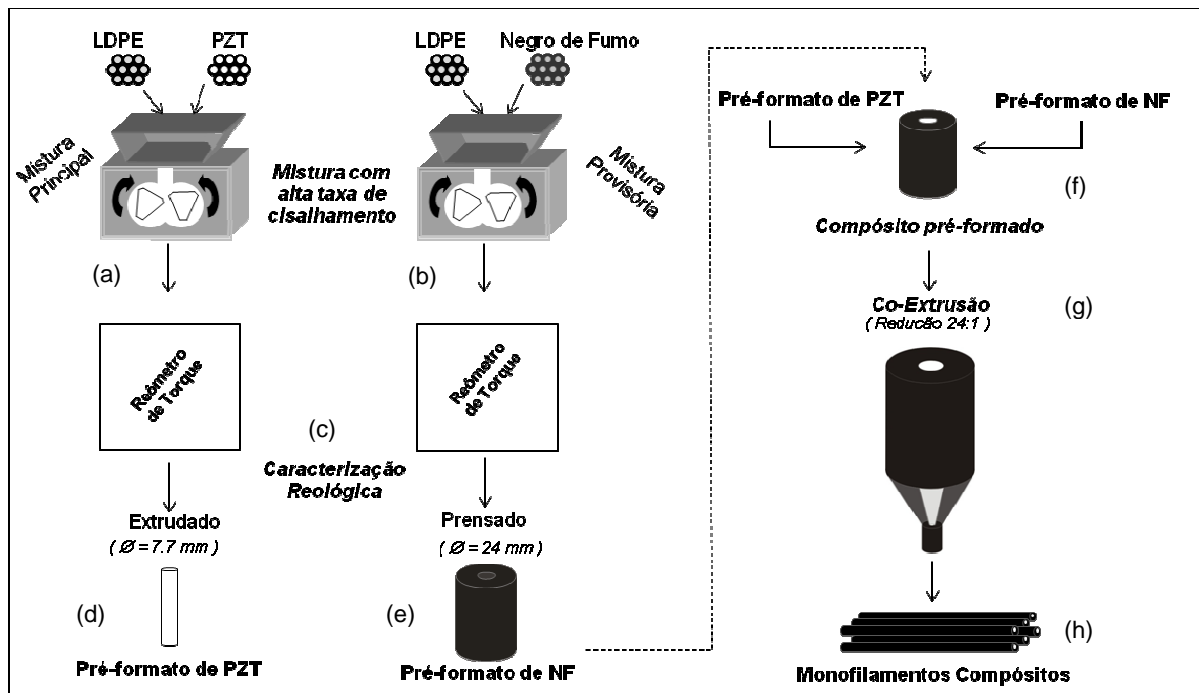 LDPE
PZT
Mistura
Principal
(a)
Mistura com
alta taxa de
cisalhamento
LDPE
Negro de Fumo
Mistura
Provisória
(b)
Reômetro
de Torque
Reômetro
de Torque
(c)
Caracterização
Reológica
Extrudado
( Ø = 7.7 mm )
(d)
Pré-formato de PZT
Prensado
( Ø = 24 mm )
(e)
Pré-formato de NF
Pré-formato de PZT
Pré-formato de NF
(f)
Compósito pré-formado
Co-Extrusão
( Redução 24:1 )
(g)
(h)
Monofilamentos Compósitos